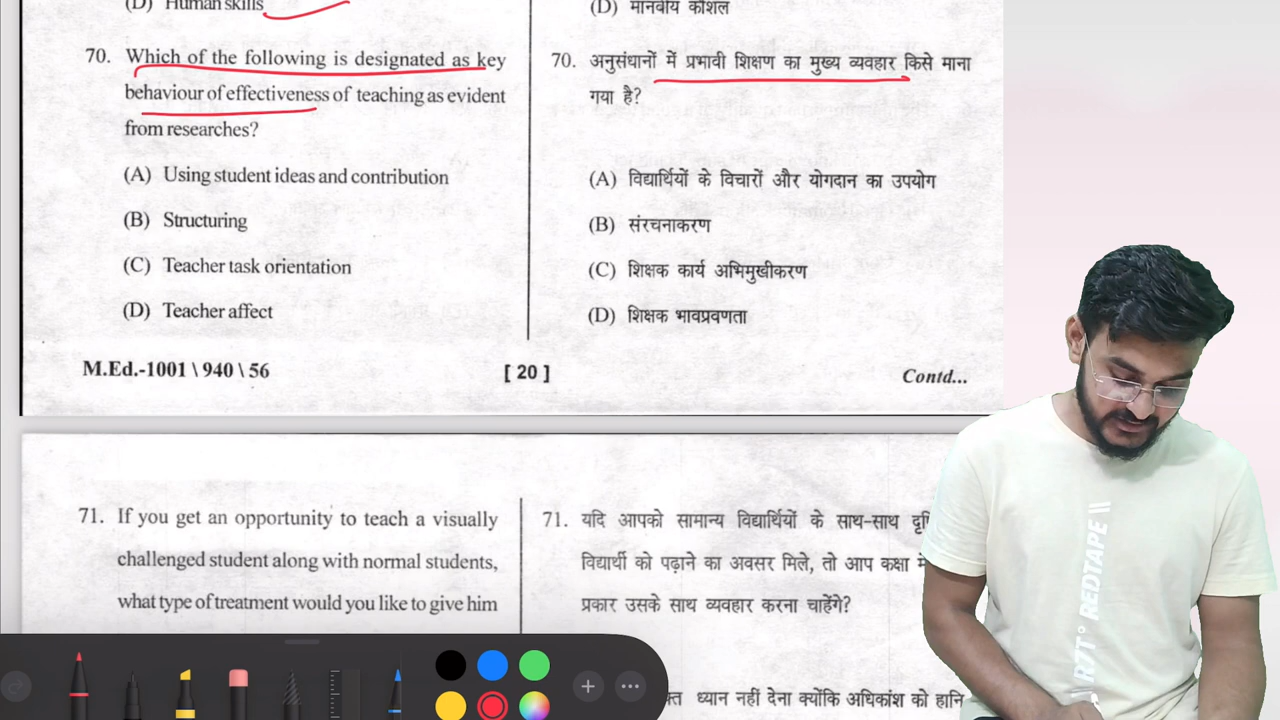 (D) Human skills
70. Which of the following is designated as key
behaviour of effectiveness of teaching as evident
from researches?
(A) Using student ideas and contribution
(B) Structuring
(C) Teacher task orientation
(D) Teacher affect
M.Ed.-1001 \ 940 \ 56
(D) मानवीय कौशल
70. अनुसंधानों में प्रभावी शिक्षण का मुख्य व्यवहार किसे माना
गया है?
(A) विद्यार्थियों के विचारों और योगदान का उपयोग
(B) संरचनाकरण
(C) शिक्षक कार्य अभिमुखीकरण
(D) शिक्षक भावप्रवणता
[ 20 ]
Contd...
71. If you get an opportunity to teach a visually
challenged student along with normal students,
what type of treatment would you like to give him
71. यदि आपको सामान्य विद्यार्थियों के साथ-साथ
विद्यार्थी को पढ़ाने का अवसर मिले, तो आप कक्षा
प्रकार उसके साथ व्यवहार करना चाहेंगे?
ध्यान नहीं देना क्योंकि अधिकांश को हानि
RT° REDTAPE \\